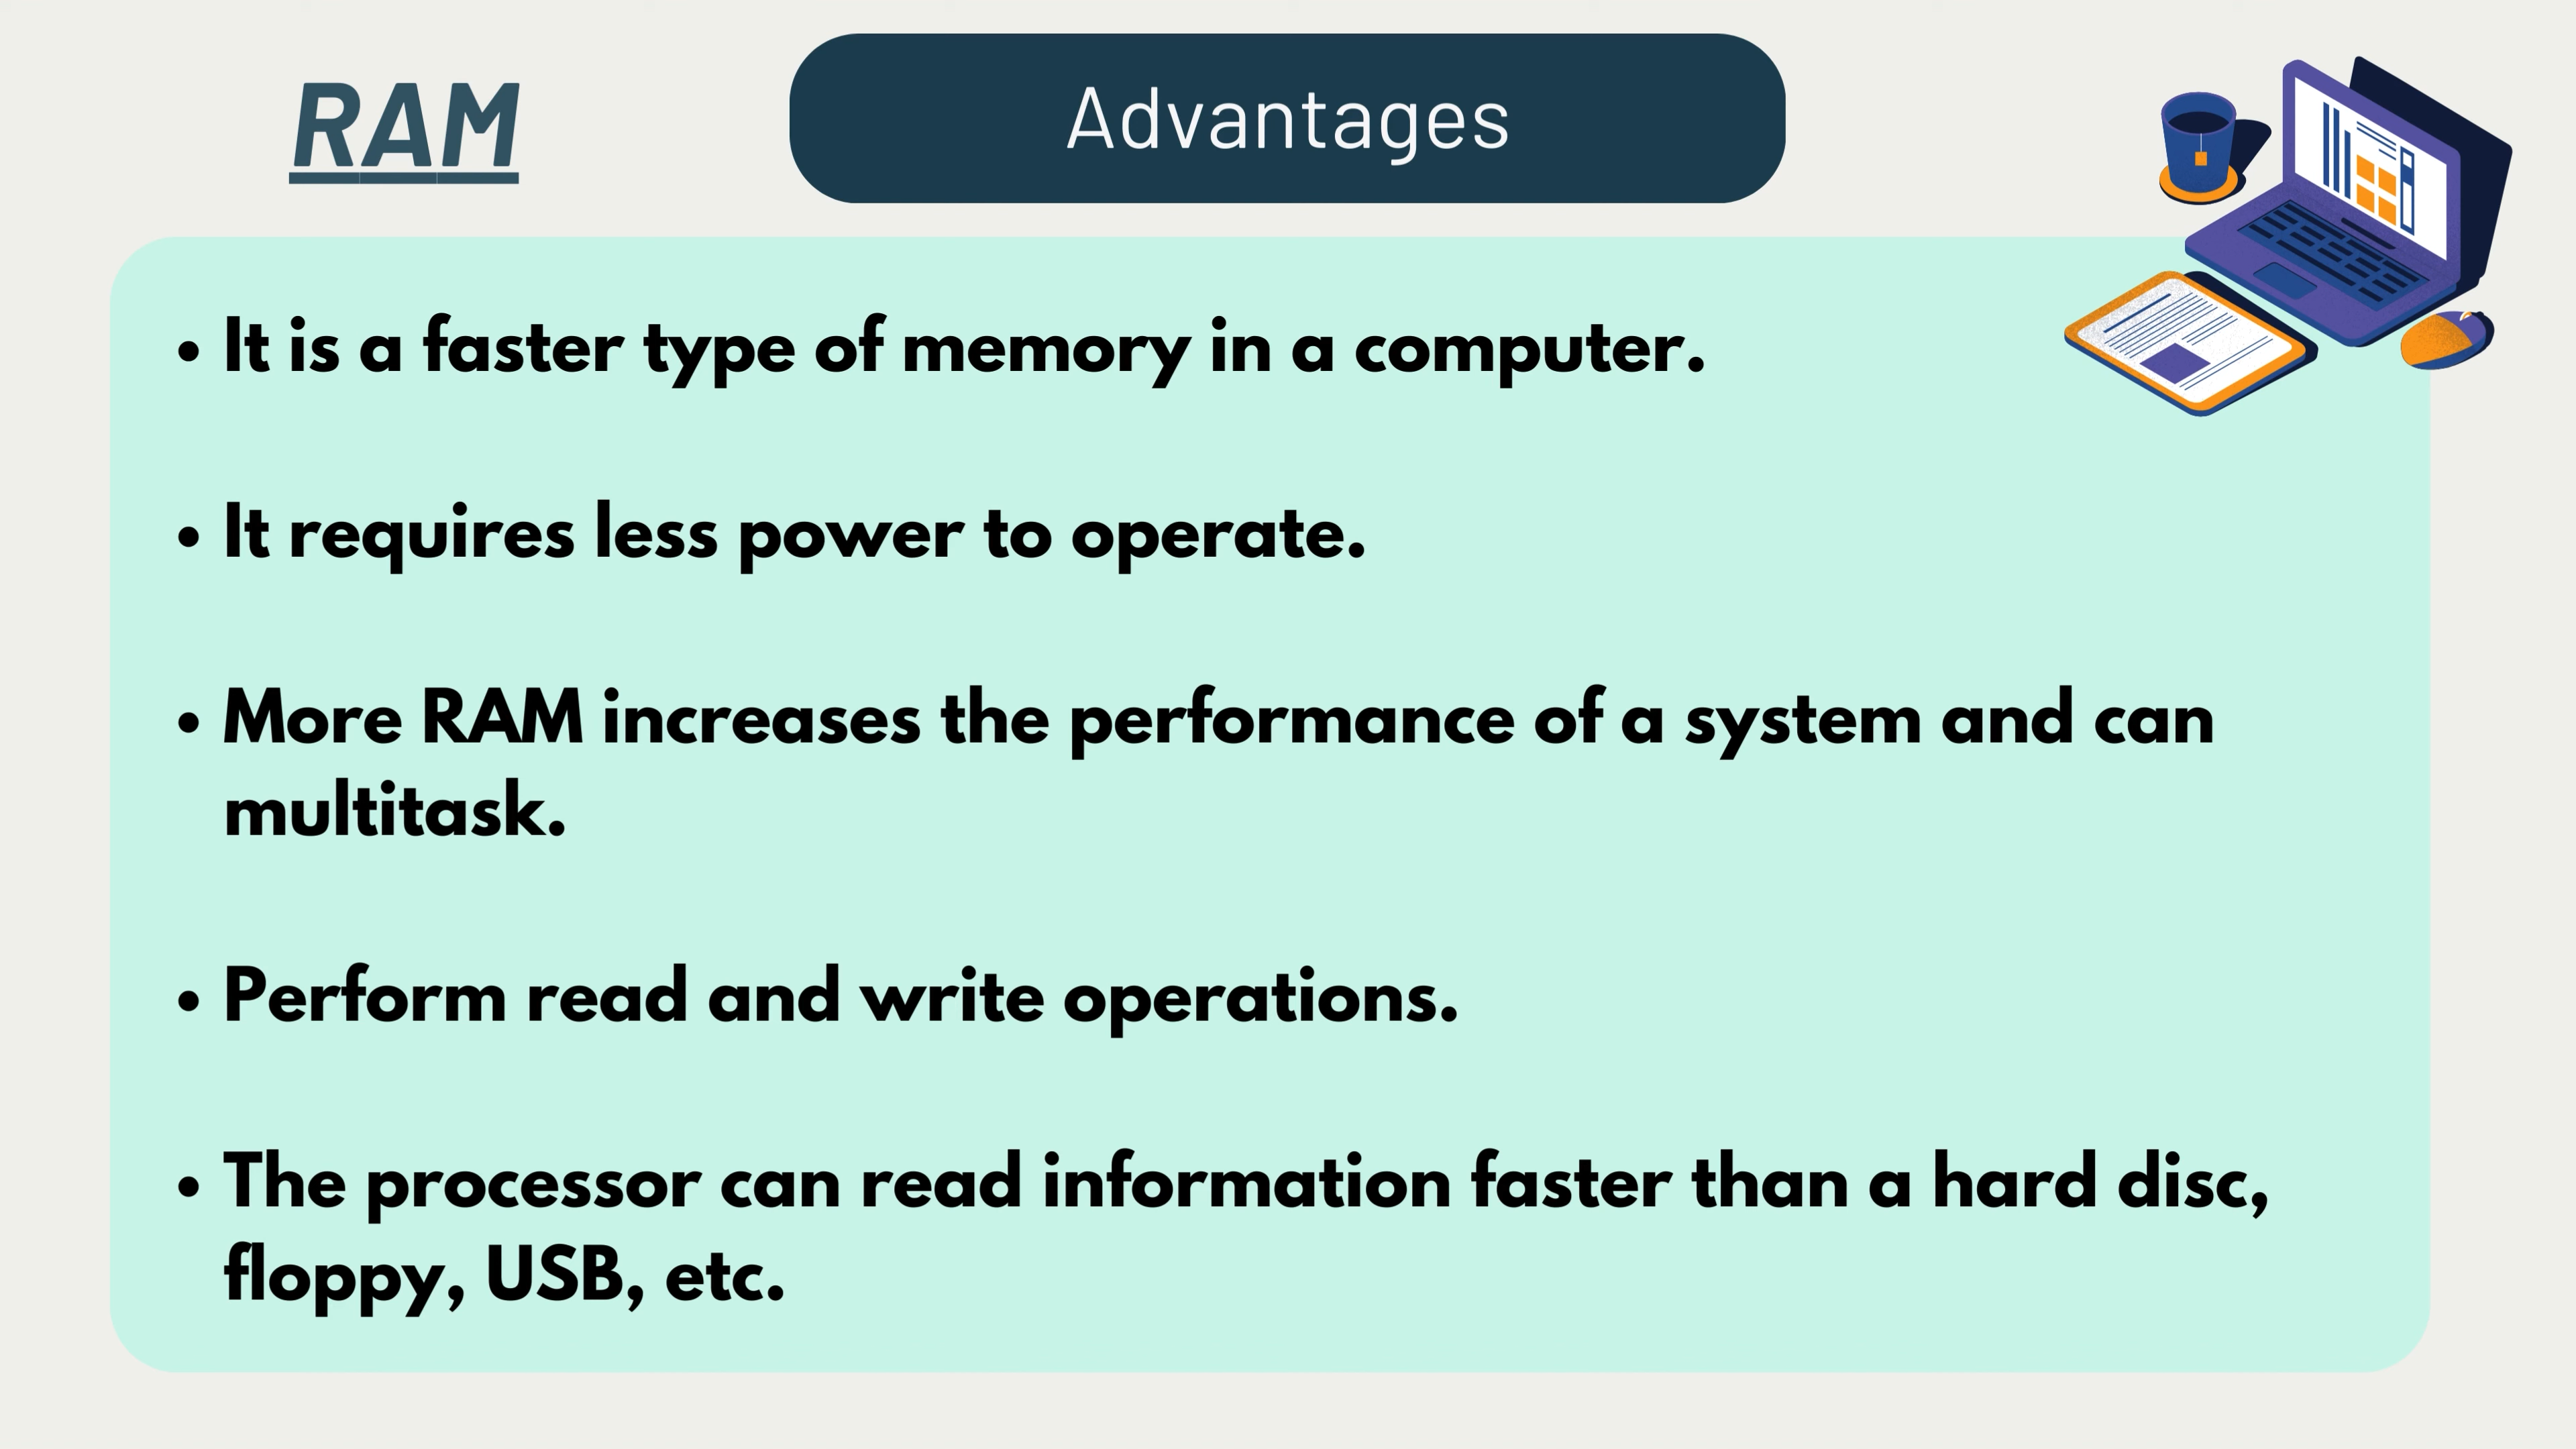 RAM
Advantages
• It is a faster type of memory in a computer.
• It requires less power to operate.
• More RAM increases the performance of a system and can
multitask.
• Perform read and write operations.
• The processor can read information faster than a hard disc,
floppy, USB, etc.